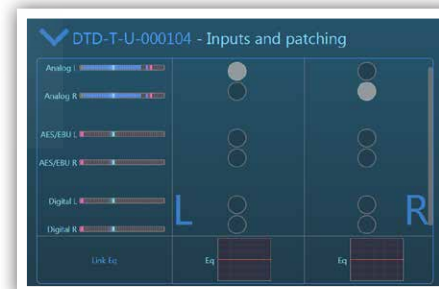 DTD-T-U-000104 - Inputs and patching
Analog L
Analog R
AES/EBU L
AES/EBU R
Digital L
Digital R
L
R
Link Eq
Eq
Eq